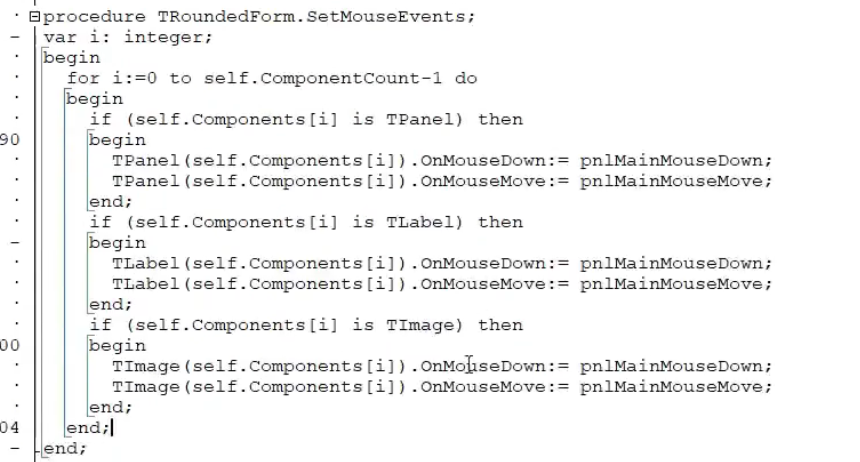 procedure TRoundedForm.SetMouseEvents;
var i: integer;
begin
for i:=0 to self.ComponentCount-1 do
begin
if (self.Components[i] is TPanel) then
90 begin
TPanel(self.Components[i]).OnMouseDown:= pnlMainMouseDown;
TPanel(self.Components[i]).OnMouseMove:= pnlMainMouseMove;
end;
if (self.Components[i] is TLabel) then
begin
TLabel(self.Components[i]).OnMouseDown:= pnlMainMouseDown;
TLabel(self.Components[i]).OnMouseMove:= pnlMainMouseMove;
end;
if (self.Components[i] is TImage) then
00 begin
TImage(self.Components[i]).OnMouseDown:= pnlMainMouseDown;
TImage(self.Components[i]).OnMouseMove:= pnlMainMouseMove;
end;
04 end;
end;